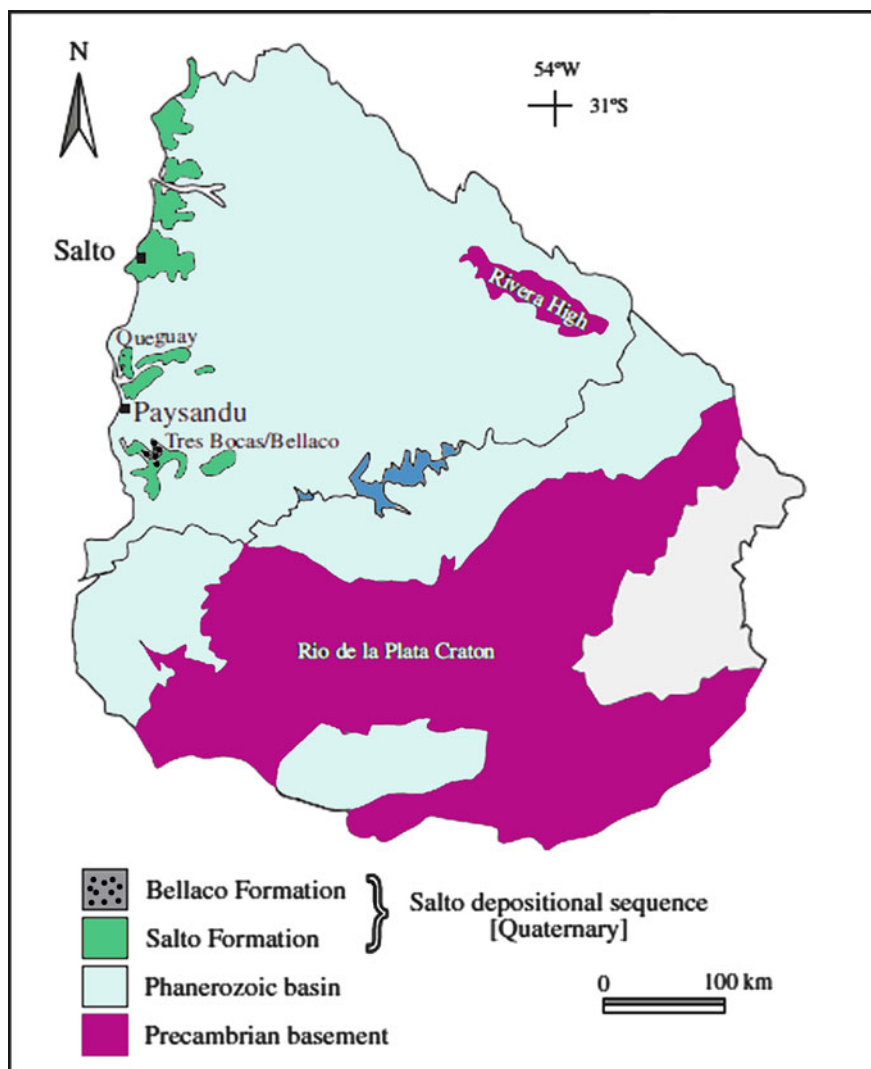 N
54°W
31°S
Salto
Rivera High
Queguay
Paysandu
Tres Bocas/Bellaco
Rio de la Plata Craton
Bellaco Formation
Salto Formation
Salto depositional sequence
[Quaternary]
Phanerozoic basin
0 100 km
Precambrian basement